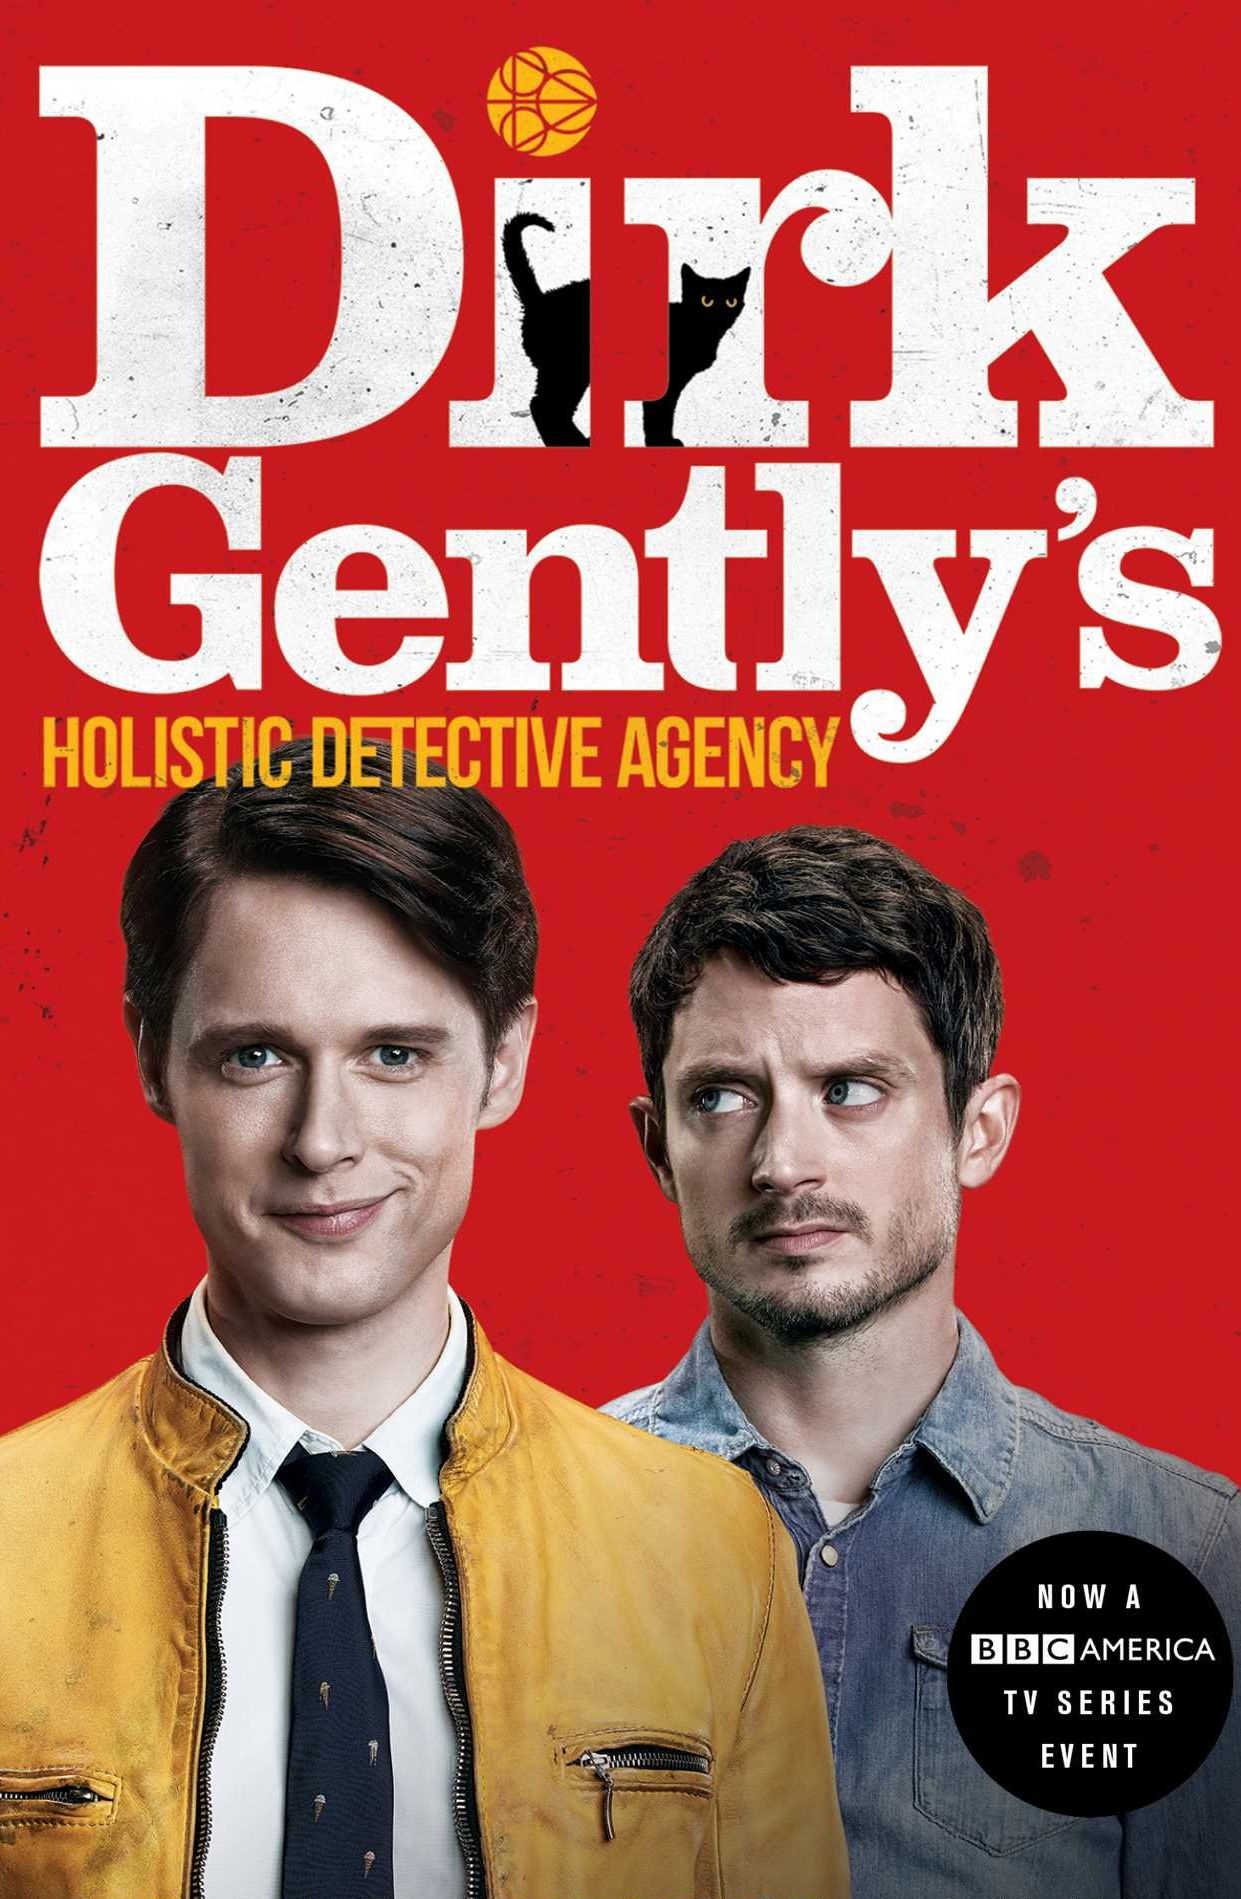 Dirk
Gently's
HOLISTIC DETECTIVE AGENCY
NOW A
BBC AMERICA
TV SERIES
EVENT